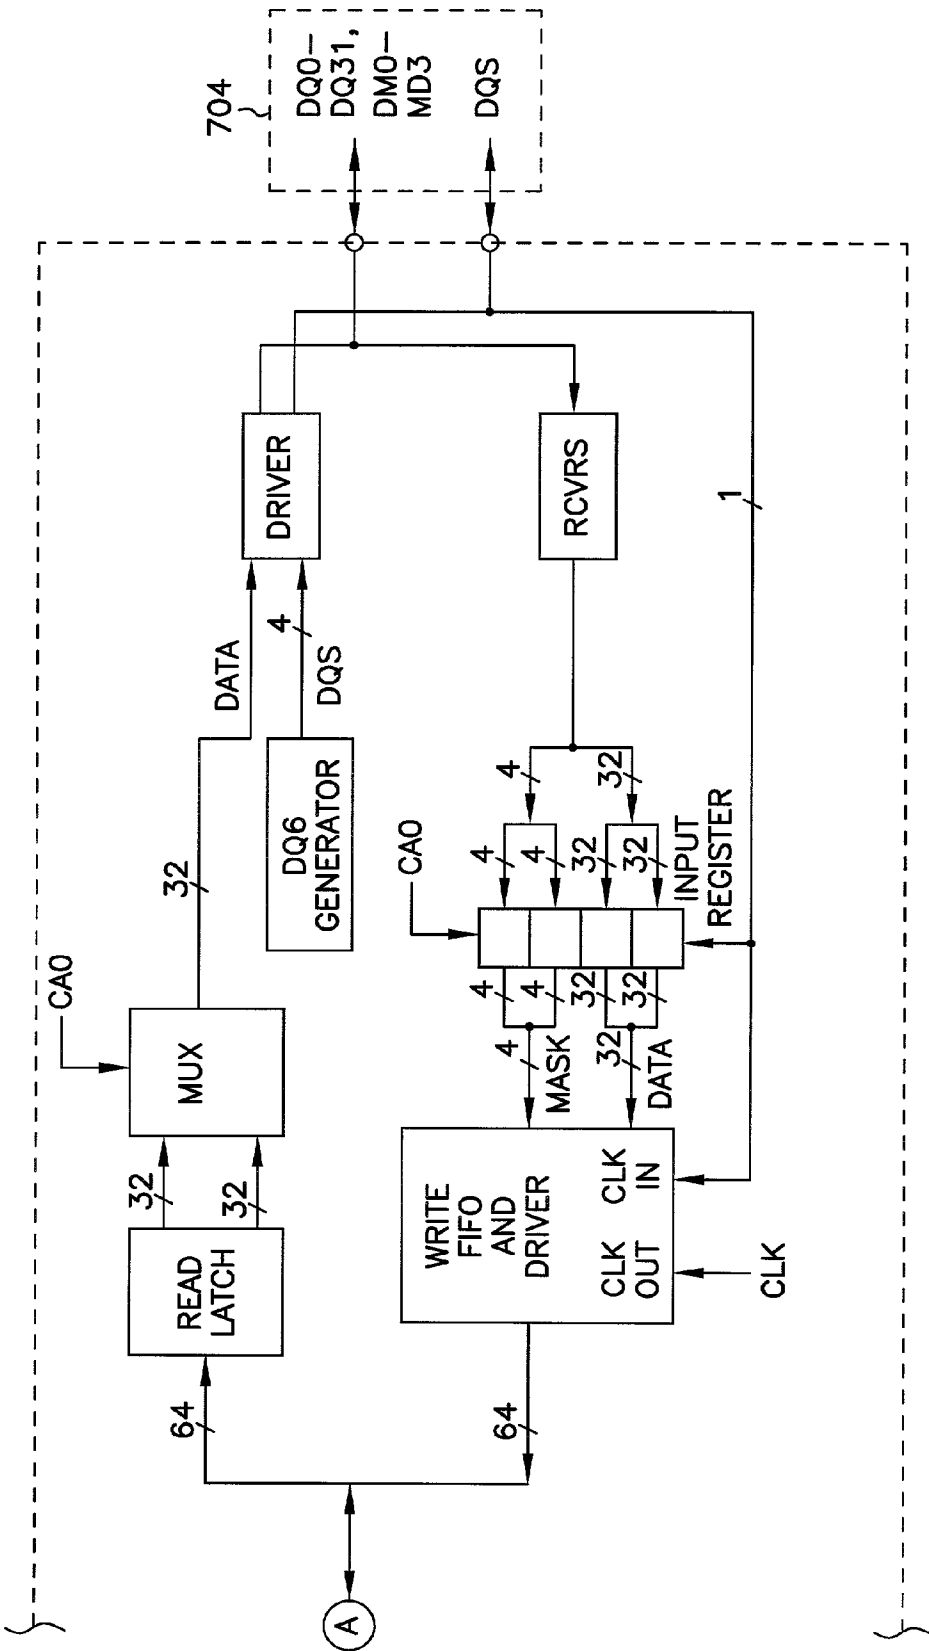 704
DQ0–
DQ31,
DM0–
MD3
DQS
DRIVER
DATA
4
DQS
DQ6
GENERATOR
32
CA0
MUX
32
32
READ
LATCH
64
RCVRS
1
4
32
CA0
4
4
32
32
INPUT
REGISTER
4
4
32
32
4
MASK
32
DATA
WRITE
FIFO
AND
DRIVER
CLK
IN
CLK
OUT
CLK
64
A